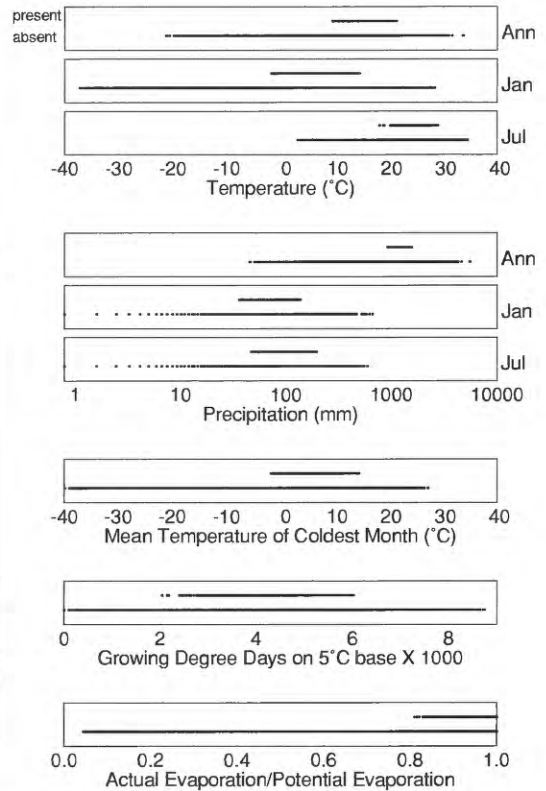 present
absent
Ann
Jan
Jul
-40 -30 -20 -10 0 10 20 30 40
Temperature (˚C)
Ann
Jan
Jul
1 10 100 1000 10000
Precipitation (mm)
-40 -30 -20 -10 0 10 20 30 40
Mean Temperature of Coldest Month (˚C)
0 2 4 6 8
Growing Degree Days on 5˚C base X 1000
0.0 0.2 0.4 0.6 0.8 1.0
Actual Evaporation/Potential Evaporation